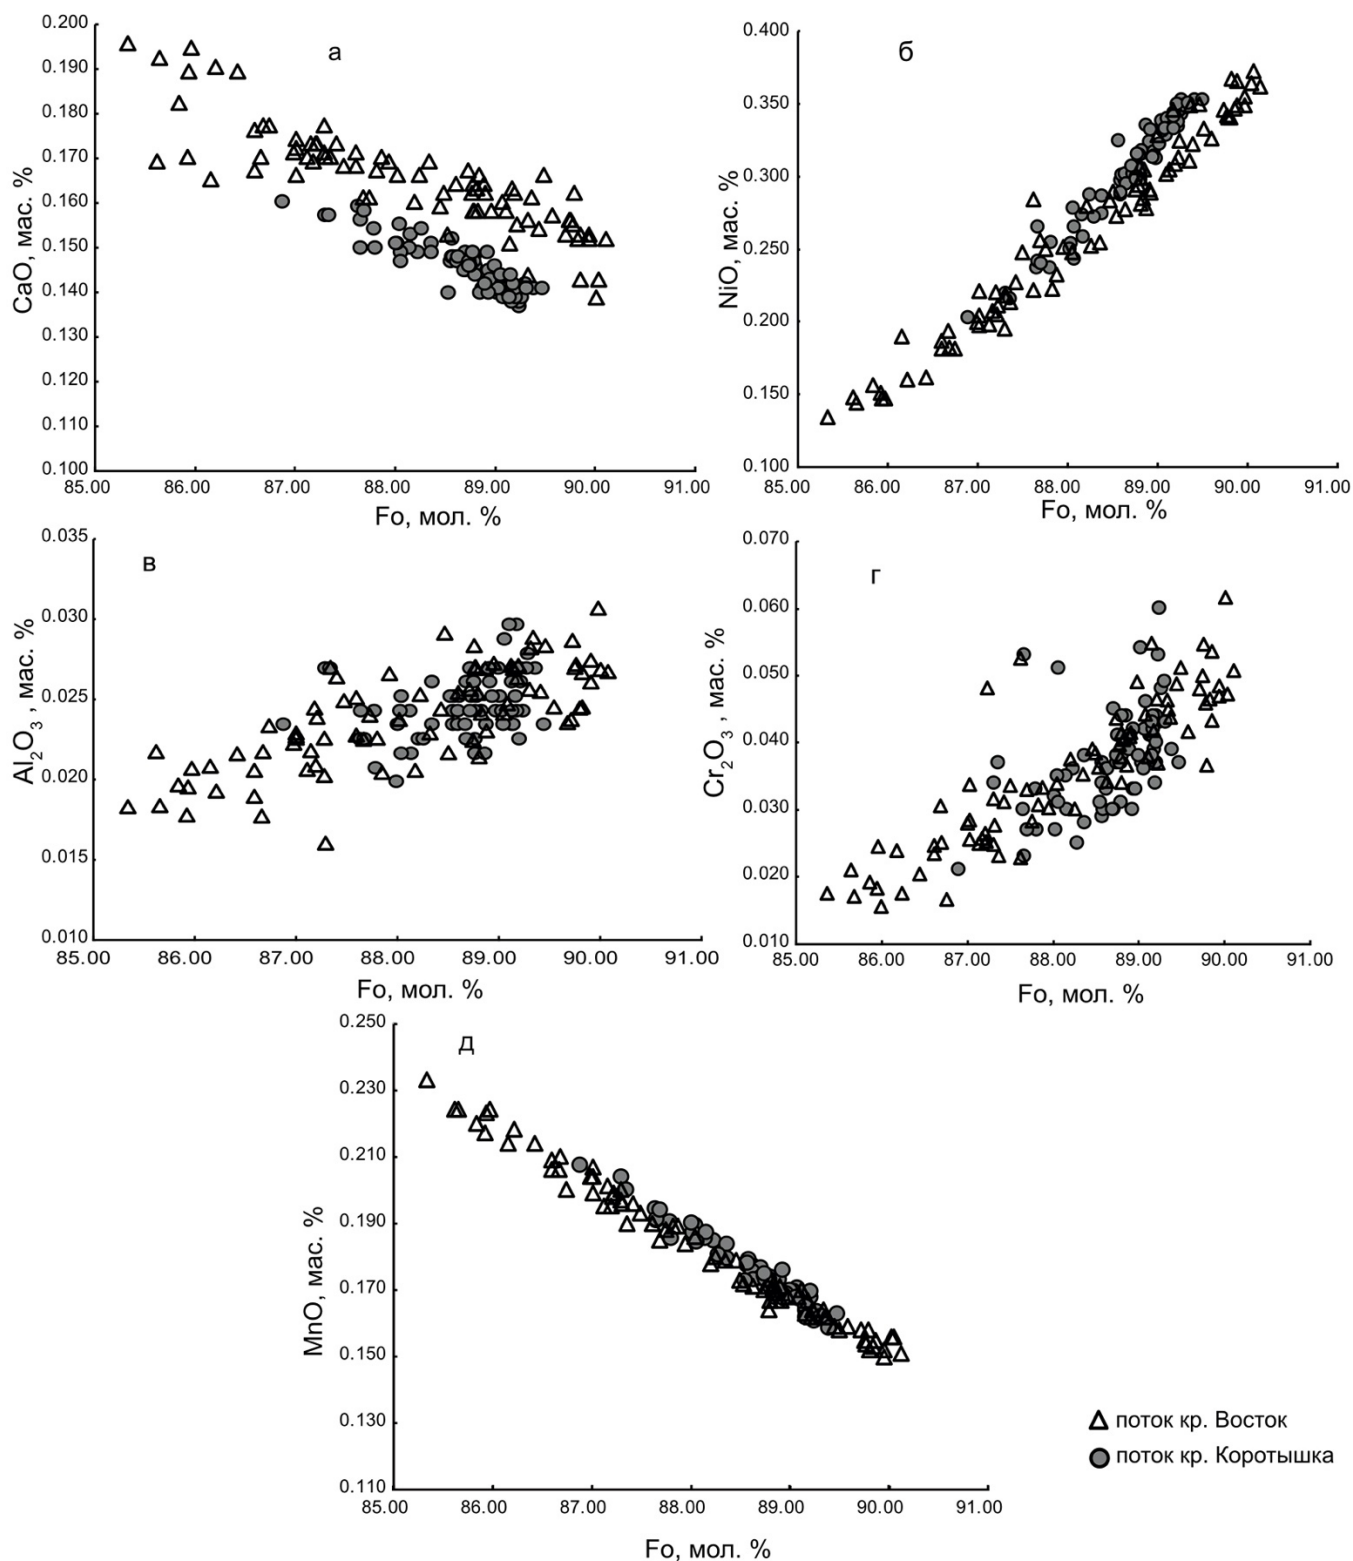 а
CaO, мас. %
0.200
0.190
0.180
0.170
0.160
0.150
0.140
0.130
0.120
0.110
0.100
85.00 86.00 87.00 88.00 89.00 90.00 91.00
Fo, мол. %
б
NiO, мас. %
0.400
0.350
0.300
0.250
0.200
0.150
0.100
85.00 86.00 87.00 88.00 89.00 90.00 91.00
Fo, мол. %
в
Al2O3 , мас. %
0.035
0.030
0.025
0.020
0.015
0.010
85.00 86.00 87.00 88.00 89.00 90.00 91.00
Fo, мол. %
г
Cr2O3, мас. %
0.070
0.060
0.050
0.040
0.030
0.020
0.010
85.00 86.00 87.00 88.00 89.00 90.00 91.00
Fo, мол. %
д
MnO, мас. %
0.250
0.230
0.210
0.190
0.170
0.150
0.130
0.110
85.00 86.00 87.00 88.00 89.00 90.00 91.00
Fo, мол. %
поток кр. Восток
поток кр. Коротышка